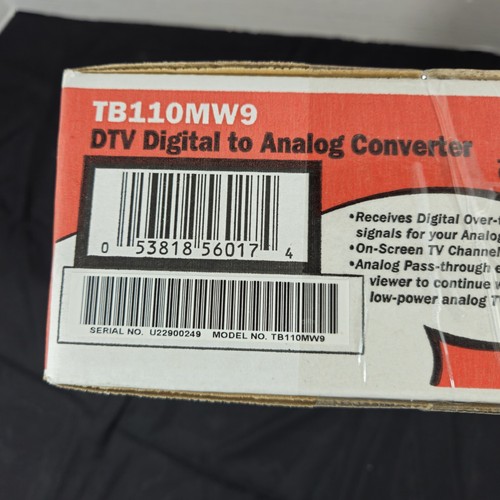 TB110MW9
DTV Digital to Analog Converter
0 53818 56017 4
SERIAL NO. U22900249 MODEL NO. TB110MW9
•Receives Digital Over-
signals for your Analog
•On-Screen TV Channel
•Analog Pass-through
viewer to continue
low-power analog